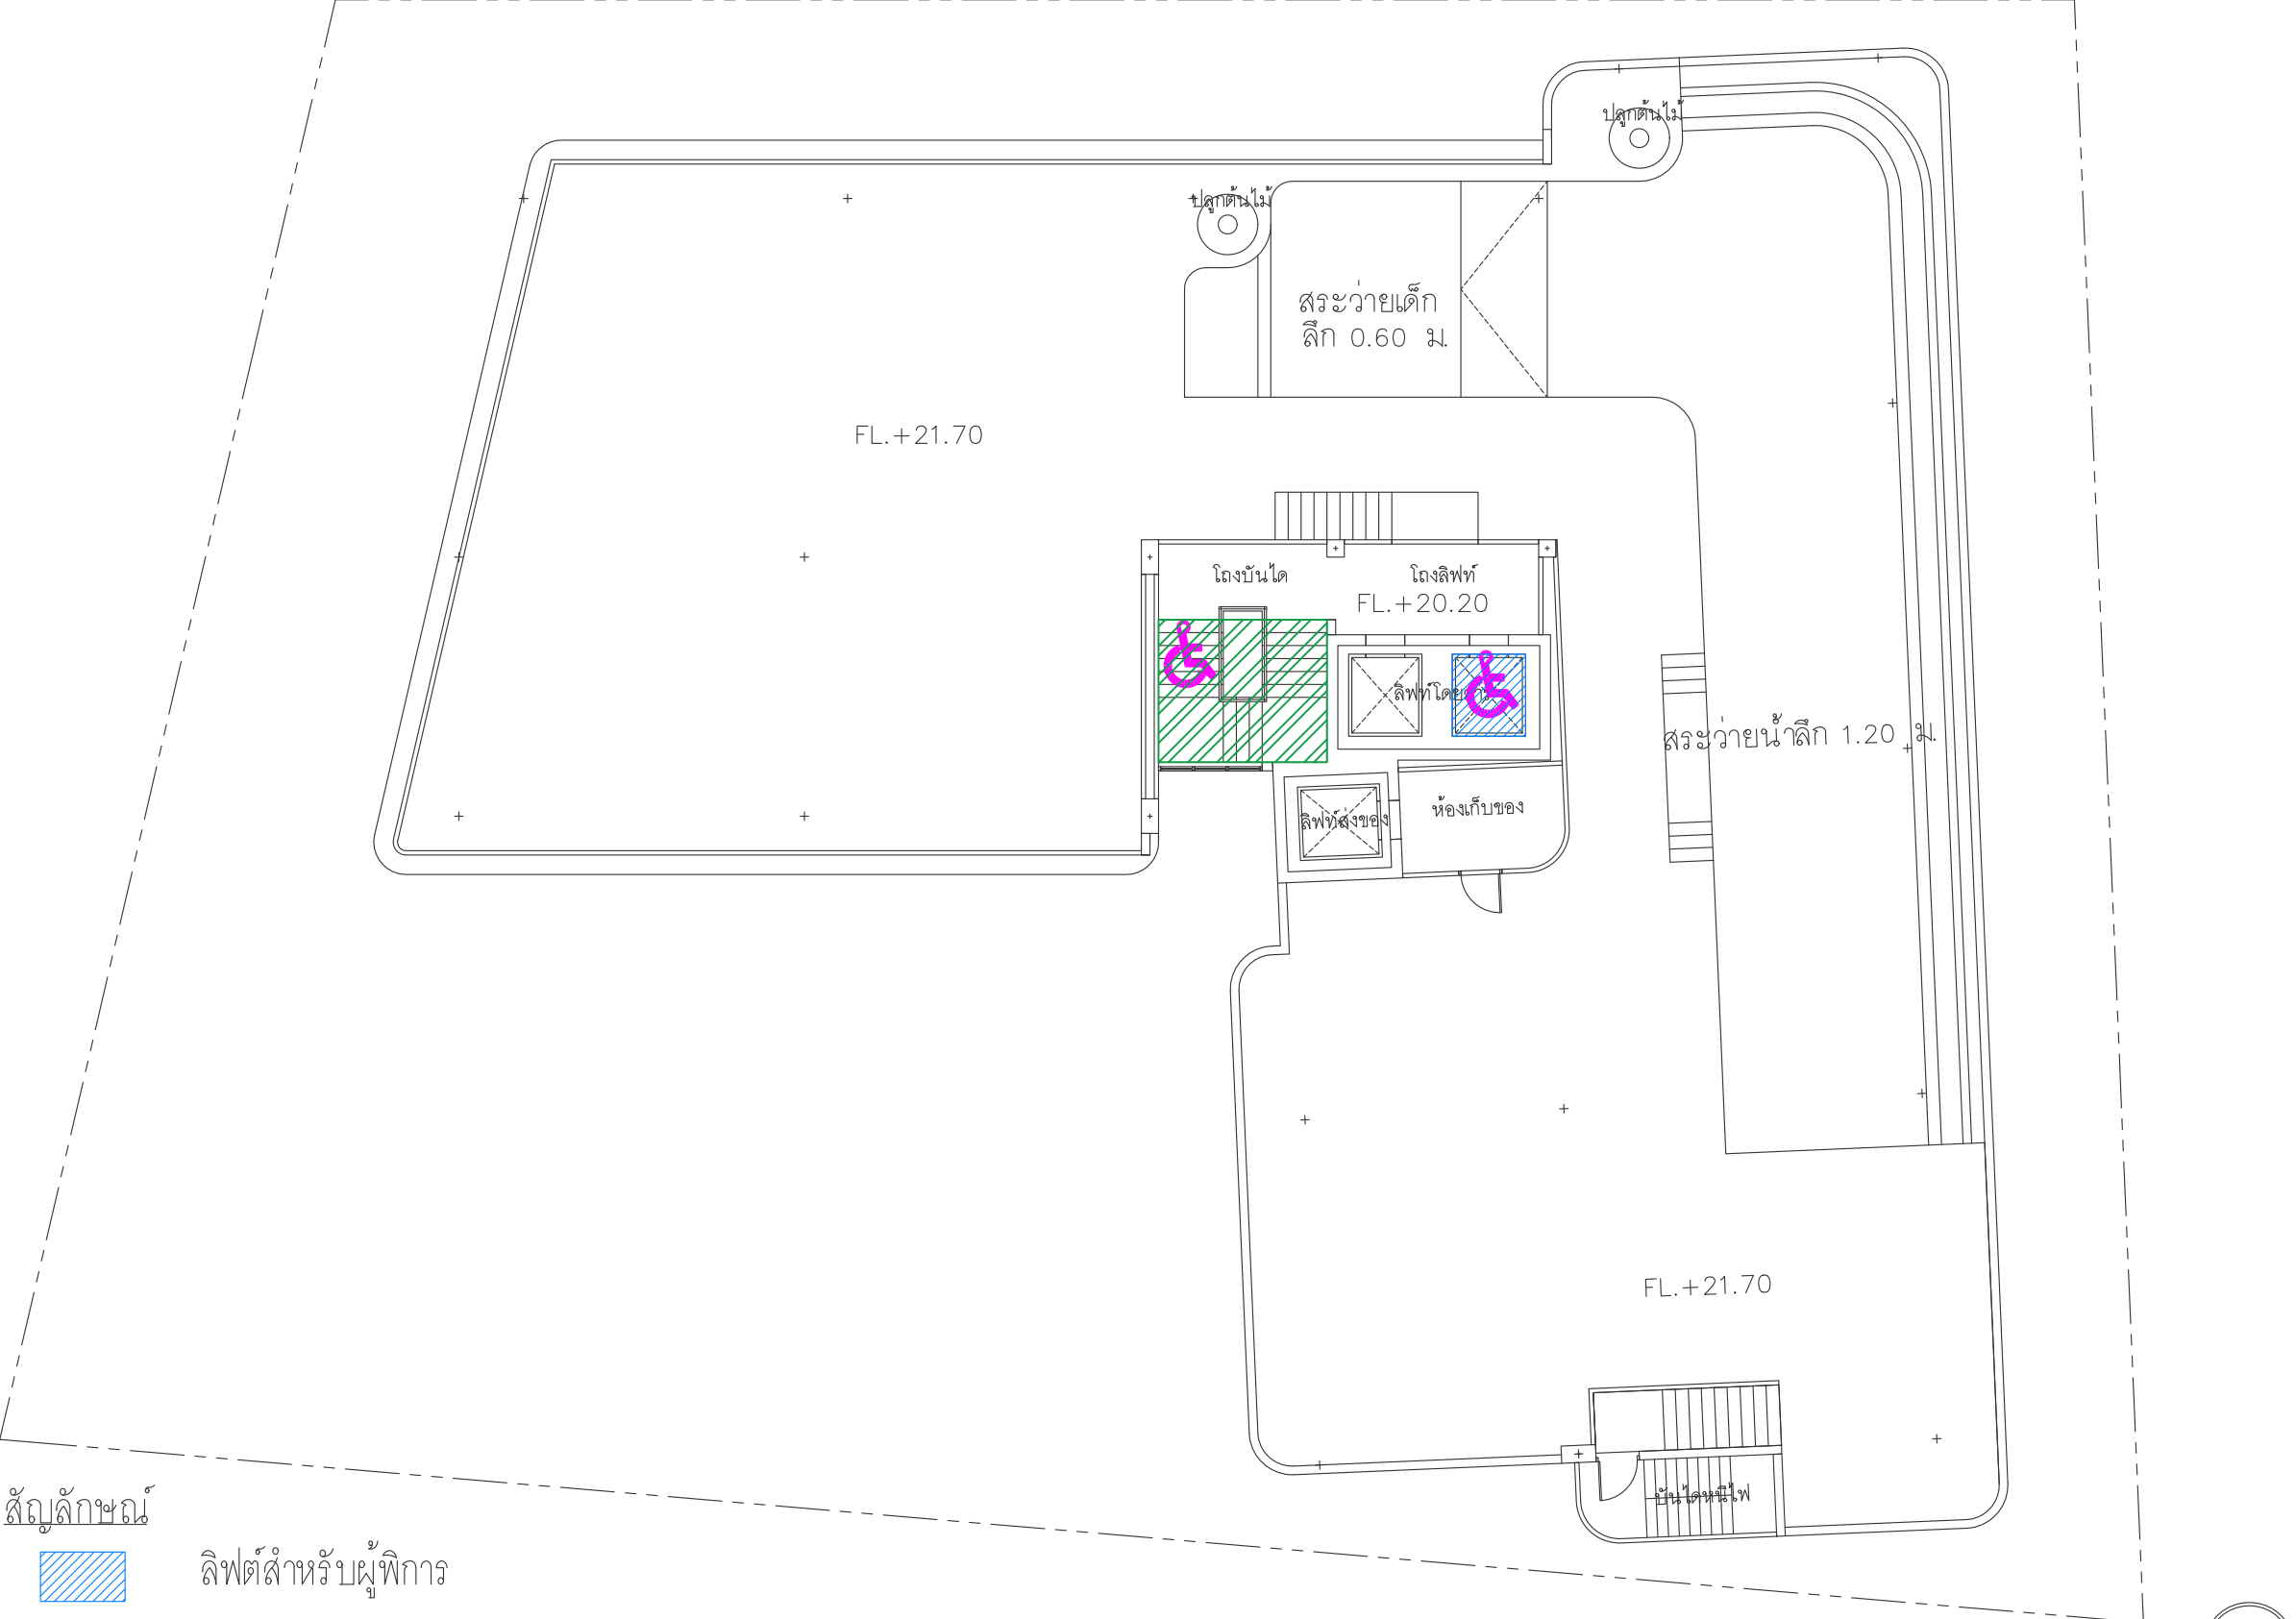 ปลูกต้นไม้
ปลูกต้นไม้
สระว่ายเด็ก
ลึก 0.60 ม.
FL.+21.70
โถงบันได
โถงลิฟท์
FL.+20.20
ลิฟท์โดยสาร
สระว่ายน้ำลึก 1.20 ม.
ลิฟท์ส่งของ
ห้องเก็บของ
FL.+21.70
บันไดหนีไฟ
สัญลักษณ์
ลิฟต์สำหรับผู้พิการ